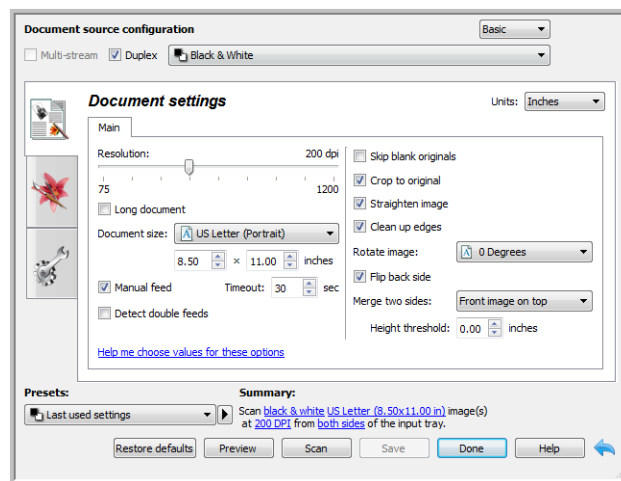 Document source configuration Basic
Multi-stream Duplex Black & White
Document settings Units: Inches
Main
Resolution: 200 dpi
75 1200
Long document
Document size: US Letter (Portrait)
8.50 × 11.00 inches
Manual feed Timeout: 30 sec
Detect double feeds
Help me choose values for these options
Skip blank originals
Crop to original
Straighten image
Clean up edges
Rotate image: 0 Degrees
Flip back side
Merge two sides: Front image on top
Height threshold: 0.00 inches
Presets: Summary:
Last used settings Scan black & white US Letter (8.50x11.00 in) image(s)
at 200 DPI from both sides of the input tray.
Restore defaults Preview Scan Save Done Help